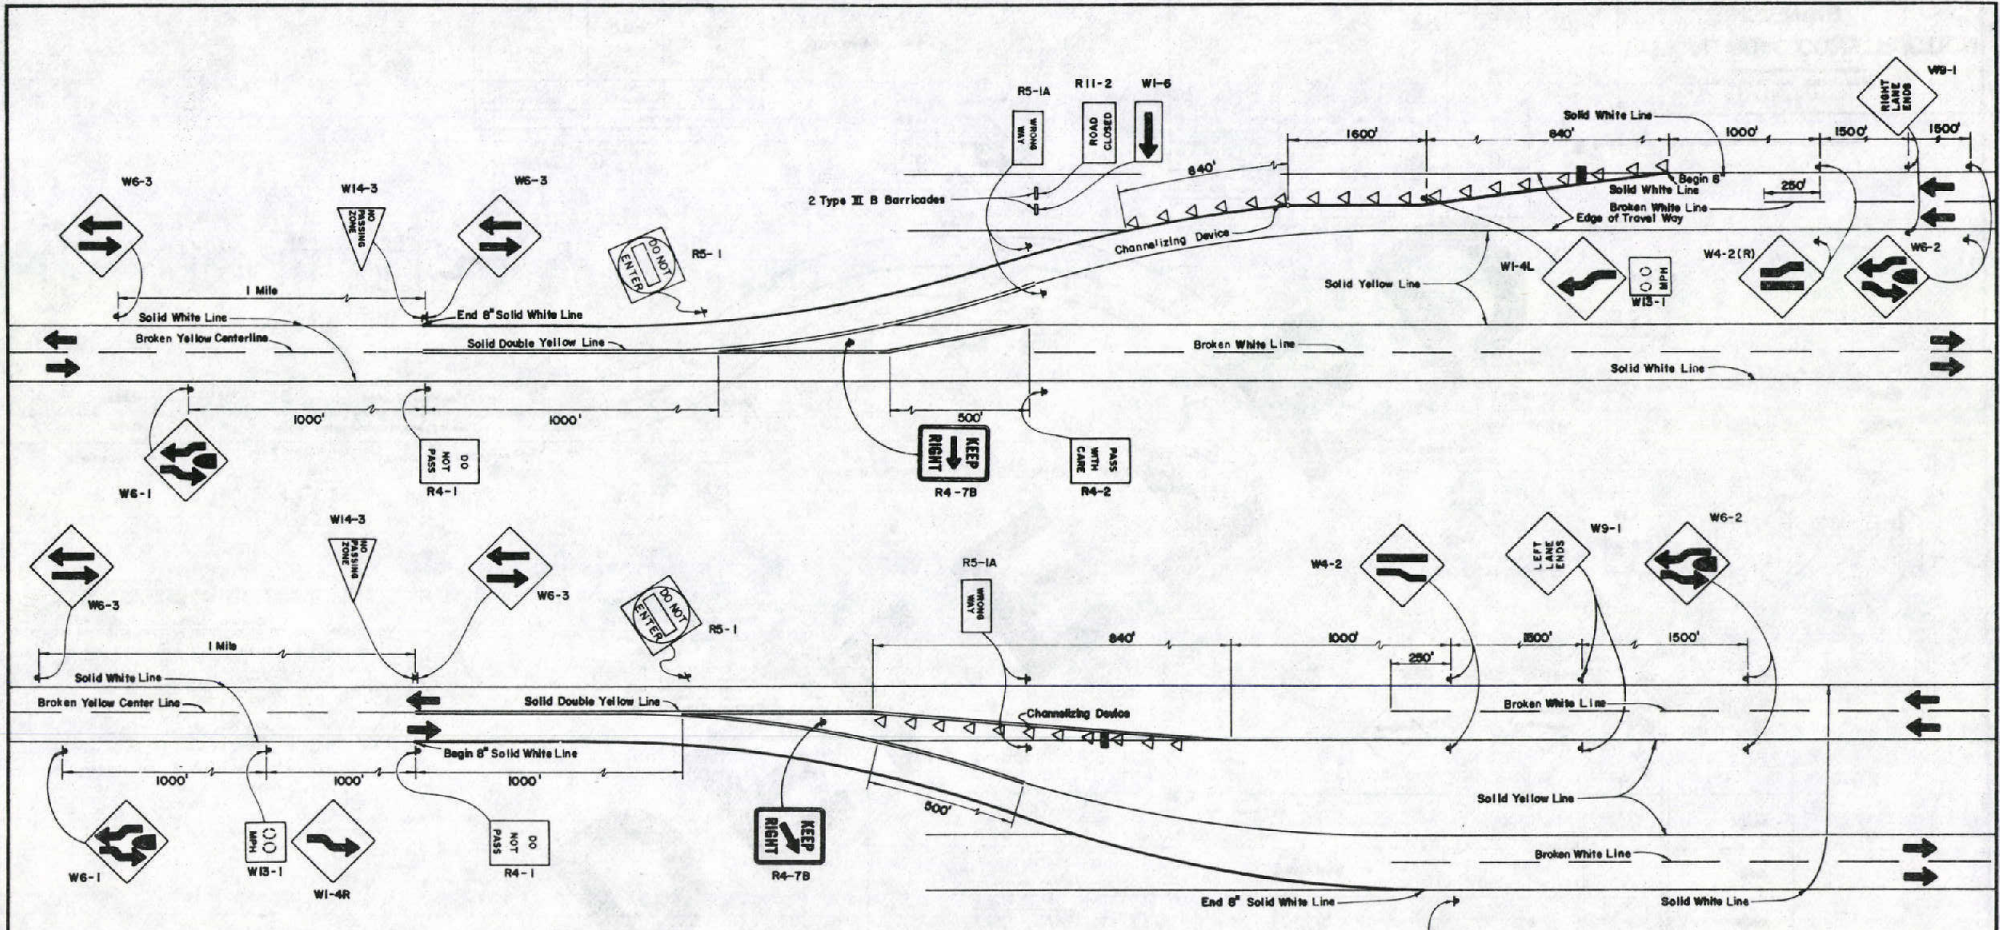 R5-1A
R11-2
W1-6
W9-1
RIGHT
LANE
ENDS
WRONG
WAY
ROAD
CLOSED
Solid White Line
1600'
840'
1000'
1500'
1500'
840'
W6-3
W14-3
NO
PASSING
ZONE
W6-3
2 Type III B Barricades
Begin 8"
Solid White Line
250'
Broken White Line
Edge of Travel Way
DO NOT
ENTER
R5-1
Channelizing Device
W1-4L
MPH
W13-1
W4-2(R)
W6-2
1 Mile
Solid Yellow Line
Solid White Line
End 8" Solid White Line
Broken Yellow Centerline
Solid Double Yellow Line
Broken White Line
Solid White Line
1000'
1000'
500'
W6-1
DO
NOT
PASS
R4-1
KEEP
RIGHT
R4-7B
PASS
WITH
CARE
R4-2
W6-3
W14-3
NO
PASSING
ZONE
W6-3
DO NOT
ENTER
R5-1
R5-1A
WRONG
WAY
W4-2
LEFT
LANE
ENDS
W9-1
W6-2
1 Mile
840'
1000'
1500'
1500'
250'
Solid White Line
Broken Yellow Center Line
Solid Double Yellow Line
Channelizing Device
Broken White Line
Begin 8" Solid White Line
1000'
1000'
1000'
500'
Solid Yellow Line
W6-1
MPH
W13-1
W1-4R
DO
NOT
PASS
R4-1
KEEP
RIGHT
R4-7B
Broken White Line
End 8" Solid White Line
Solid White Line